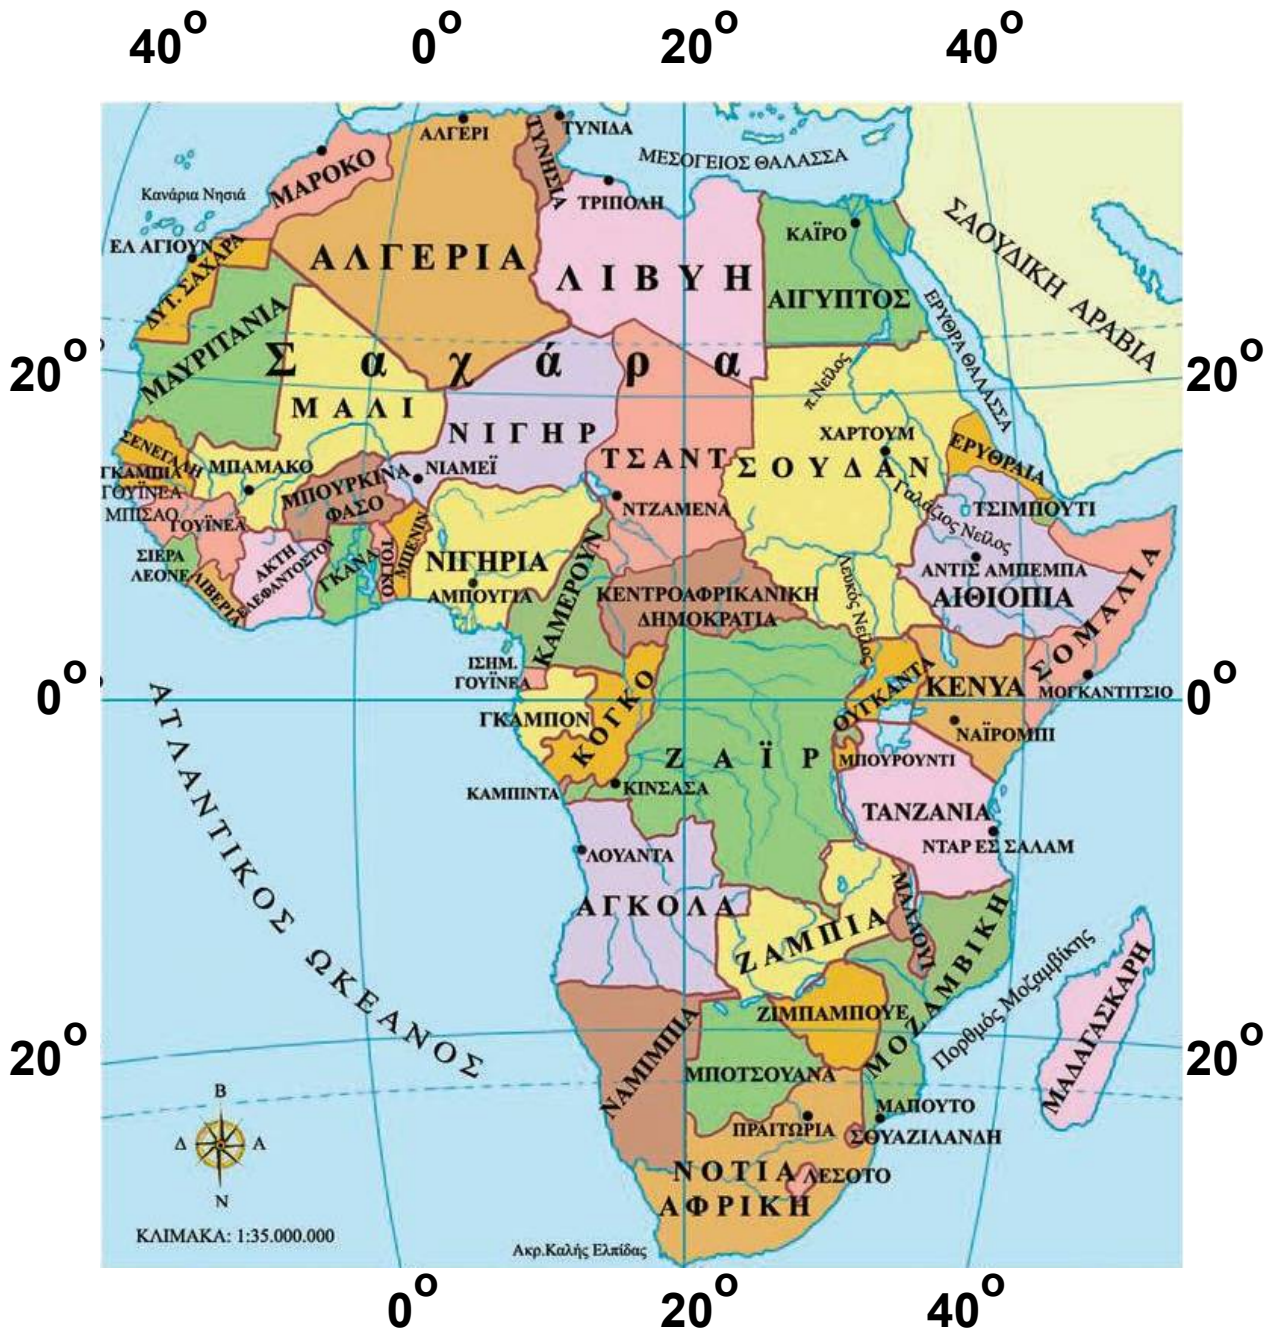 40° 0° 20° 40°
ΑΛΓΕΡΙ
ΤΥΝΙΔΑ
ΤΥΝΗΣΙΑ
ΜΕΣΟΓΕΙΟΣ ΘΑΛΑΣΣΑ
ΜΑΡΟΚΟ
Κανάρια Νησιά
ΤΡΙΠΟΛΗ
ΣΑΟΥΔΙΚΗ ΑΡΑΒΙΑ
ΚΑΪΡΟ
ΕΛ ΑΓΙΟΥΝ
ΔΥΤ. ΣΑΧΑΡΑ
ΑΛΓΕΡΙΑ
ΛΙΒΥΗ
ΑΙΓΥΠΤΟΣ
ΕΡΥΘΡΑ ΘΑΛΑΣΣΑ
ΜΑΥΡΙΤΑΝΙΑ
Σαχάρα
20° 20°
π.Νείλος
ΜΑΛΙ
ΝΙΓΗΡ
ΤΣΑΝΤ
ΣΟΥΔΑΝ
ΧΑΡΤΟΥΜ
ΕΡΥΘΡΑΙΑ
ΣΕΝΕΓΑΛΗ
ΓΚΑΜΠΙΑ
ΜΠΑΜΑΚΟ
ΜΠΟΥΡΚΙΝΑ
ΦΑΣΟ
ΝΙΑΜΕΪ
ΓΟΥΪΝΕΑ
ΜΠΙΣΑΟ
ΓΟΥΪΝΕΑ
ΝΤΖΑΜΕΝΑ
Γαλάζιος Νείλος
ΤΣΙΜΠΟΥΤΙ
ΣΙΕΡΑ
ΛΕΟΝΕ
ΛΙΒΕΡΙΑ
ΑΚΤΗ
ΕΛΕΦΑΝΤΟΣΤΟΥ
ΓΚΑΝΑ
ΤΟΓΚΟ
ΜΠΕΝΙΝ
ΝΙΓΗΡΙΑ
ΑΜΠΟΥΓΙΑ
ΚΑΜΕΡΟΥΝ
ΚΕΝΤΡΟΑΦΡΙΚΑΝΙΚΗ
ΔΗΜΟΚΡΑΤΙΑ
Λευκός Νείλος
ΑΝΤΙΣ ΑΜΠΕΜΠΑ
ΑΙΘΙΟΠΙΑ
ΣΟΜΑΛΙΑ
ΙΣΗΜ.
ΓΟΥΪΝΕΑ
ΟΥΓΚΑΝΤΑ
ΚΕΝΥΑ
ΜΟΓΚΑΝΤΙΤΣΙΟ
0° 0°
ΓΚΑΜΠΟΝ
ΚΟΓΚΟ
ΖΑΪΡ
ΝΑΪΡΟΜΠΙ
ΜΠΟΥΡΟΥΝΤΙ
ΚΑΜΠΙΝΤΑ
ΚΙΝΣΑΣΑ
ΤΑΝΖΑΝΙΑ
ΝΤΑΡ ΕΣ ΣΑΛΑΜ
ΛΟΥΑΝΤΑ
ΑΓΚΟΛΑ
ΖΑΜΠΙΑ
ΜΑΛΑΟΥΙ
ΜΟΖΑΜΒΙΚΗ
Πορθμός Μοζαμβίκης
ΜΑΔΑΓΑΣΚΑΡΗ
ΑΤΛΑΝΤΙΚΟΣ ΩΚΕΑΝΟΣ
ΖΙΜΠΑΜΠΟΥΕ
ΝΑΜΙΜΠΙΑ
20° 20°
ΜΠΟΤΣΟΥΑΝΑ
ΜΑΠΟΥΤΟ
ΠΡΑΙΤΩΡΙΑ
ΣΟΥΑΖΙΛΑΝΔΗ
ΝΟΤΙΑ
ΑΦΡΙΚΗ
ΛΕΣΟΤΟ
Β
Δ Α
Ν
ΚΛΙΜΑΚΑ: 1:35.000.000
Ακρ.Καλής Ελπίδας
0° 20° 40°